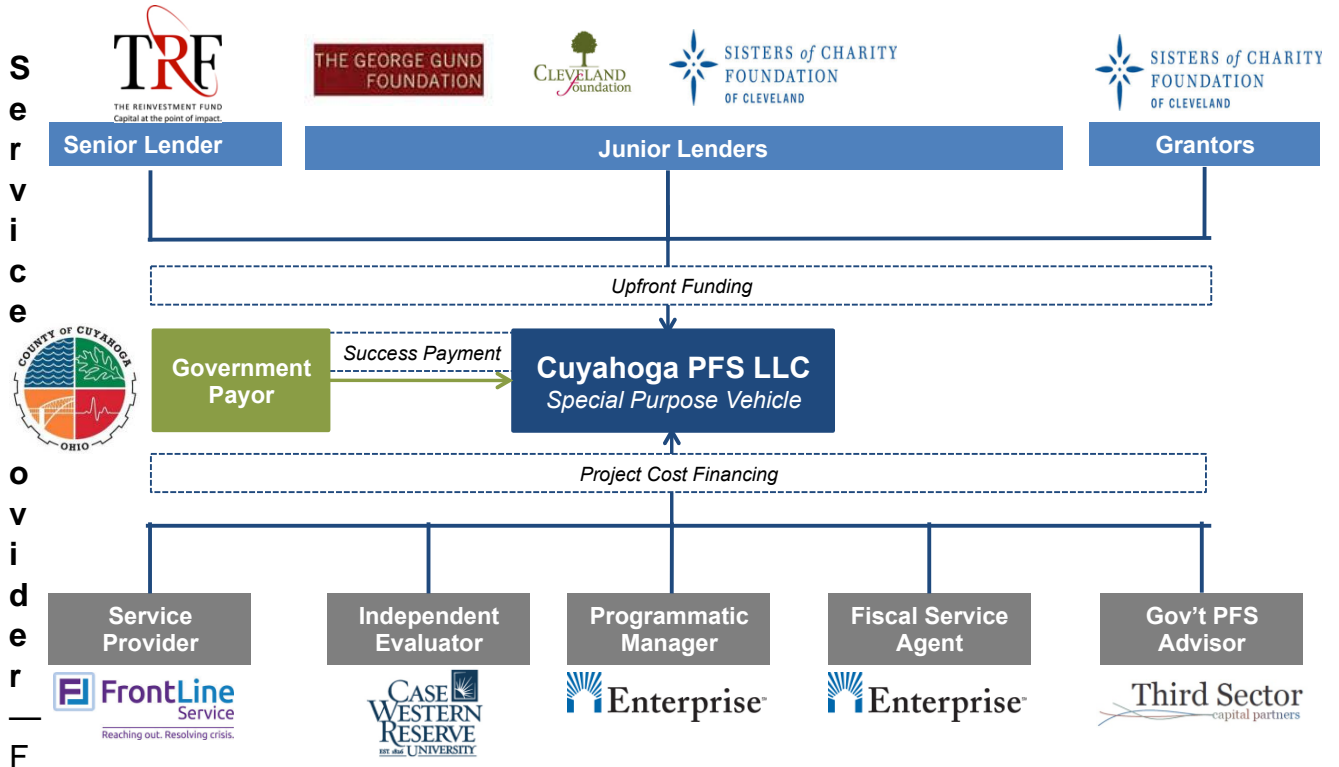 S
e
r
v
i
c
e
o
v
i
d
e
r
—
F
TRF
THE REINVESTMENT FUND
Capital at the point of impact.
THE GEORGE GUND
FOUNDATION
CLEVELAND
foundation
SISTERS of CHARITY
FOUNDATION
OF CLEVELAND
SISTERS of CHARITY
FOUNDATION
OF CLEVELAND
Senior Lender
Junior Lenders
Grantors
Upfront Funding
COUNTY OF CUYAHOGA
OHIO
Government
Payor
Success Payment
Cuyahoga PFS LLC
Special Purpose Vehicle
Project Cost Financing
Service
Provider
Independent
Evaluator
Programmatic
Manager
Fiscal Service
Agent
Gov't PFS
Advisor
FrontLine
Service
Reaching out. Resolving crisis.
CASE
WESTERN
RESERVE
EST. 1826 UNIVERSITY
Enterprise™
Enterprise™
Third Sector
capital partners